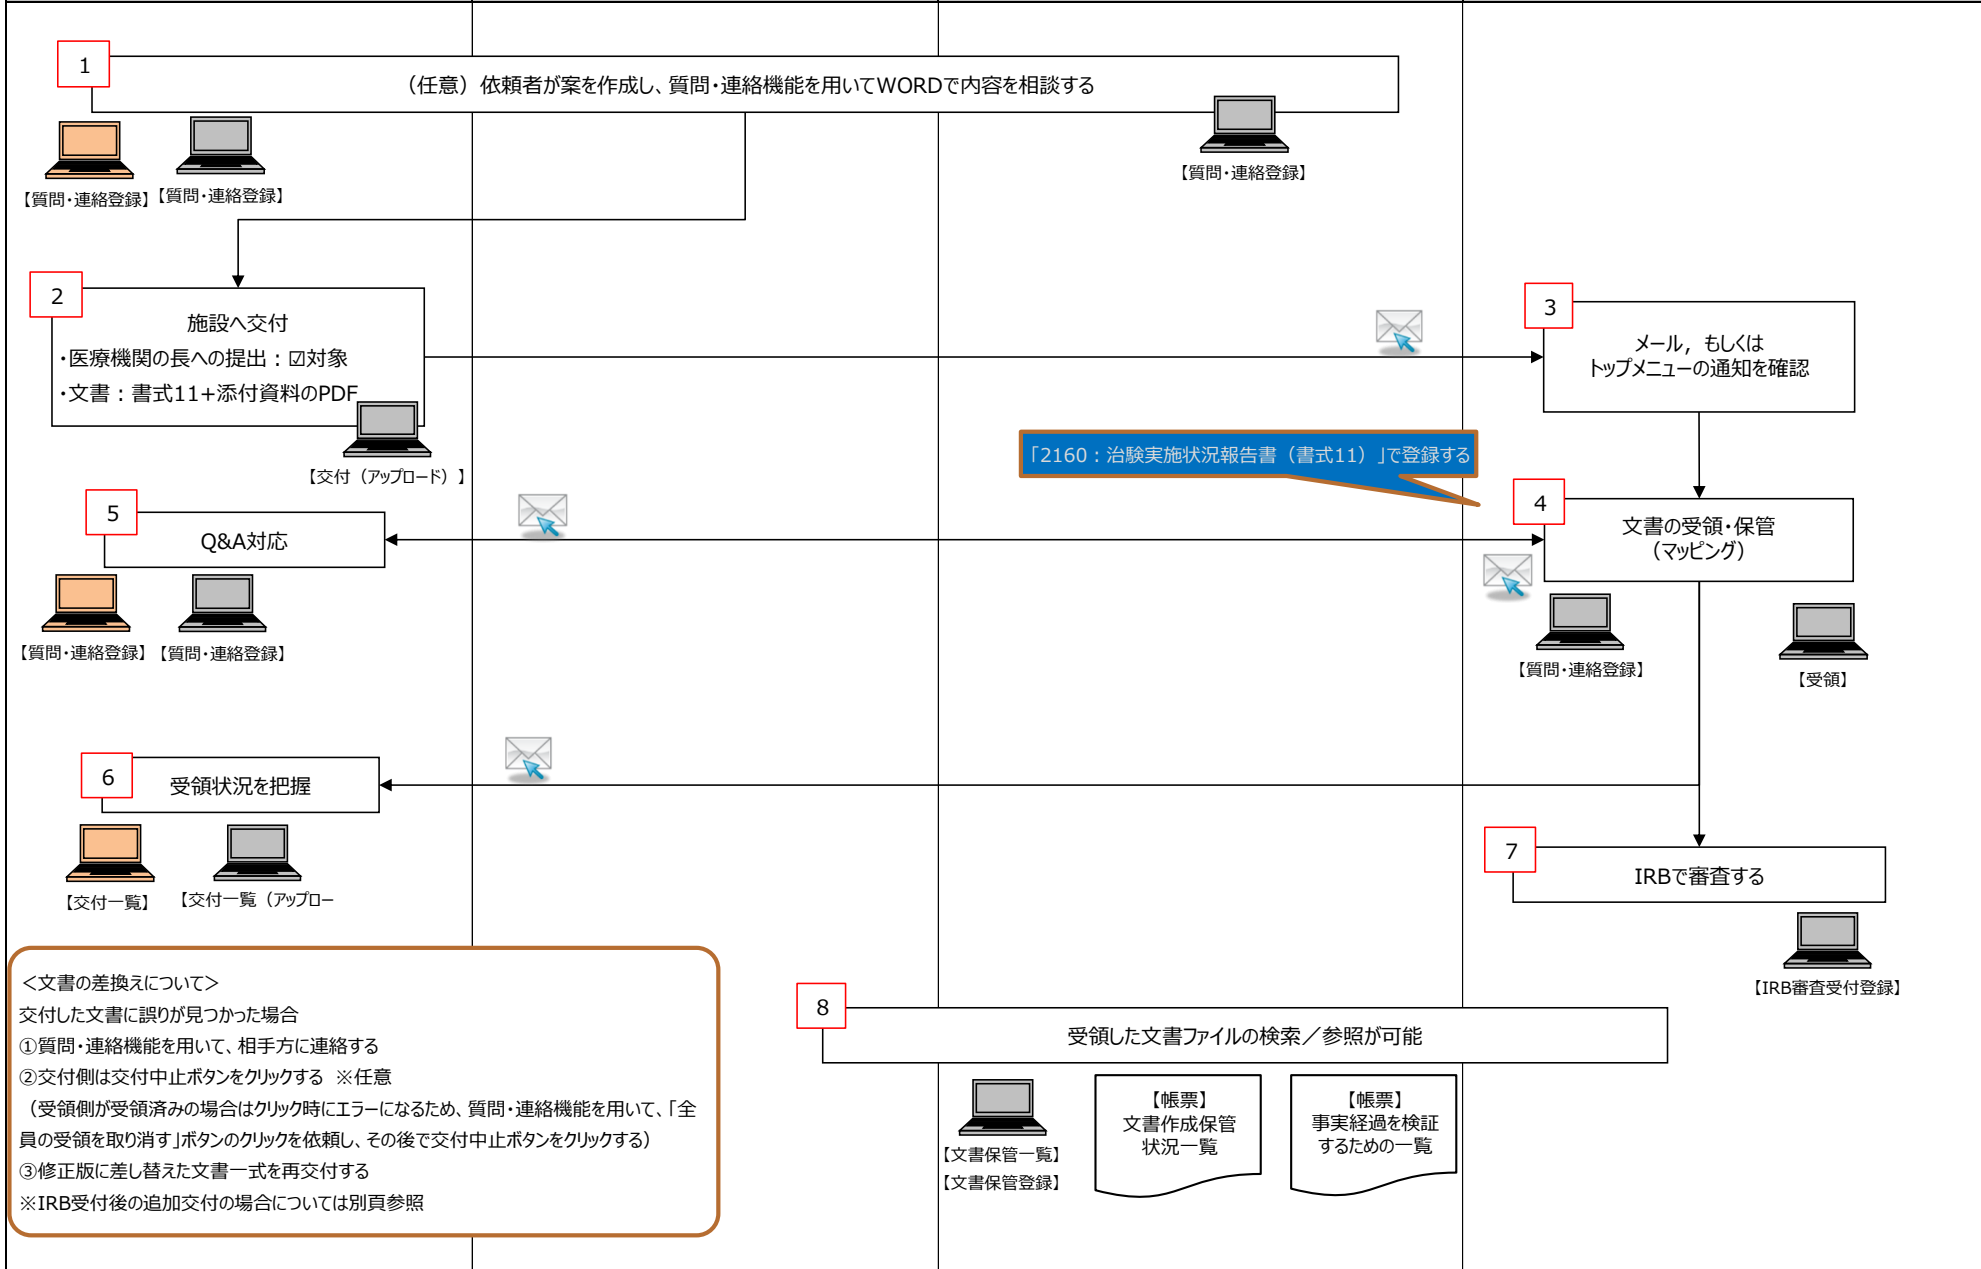 1
（任意）依頼者が案を作成し、質問・連絡機能を用いてWORDで内容を相談する
【質問・連絡登録】
【質問・連絡登録】
【質問・連絡登録】
2
施設へ交付
・医療機関の長への提出：☑対象
・文書：書式11+添付資料のPDF
【交付（アップロード）】
3
メール，もしくは
トップメニューの通知を確認
「2160：治験実施状況報告書（書式11）」で登録する
4
文書の受領・保管
（マッピング）
【質問・連絡登録】
【受領】
5
Q&A対応
【質問・連絡登録】
【質問・連絡登録】
6
受領状況を把握
【交付一覧】
【交付一覧（アップロー
7
IRBで審査する
【IRB審査受付登録】
＜文書の差換えについて＞
交付した文書に誤りが見つかった場合
①質問・連絡機能を用いて、相手方に連絡する
②交付側は交付中止ボタンをクリックする ※任意
（受領側が受領済みの場合はクリック時にエラーになるため、質問・連絡機能を用いて、「全
員の受領を取り消す」ボタンのクリックを依頼し、その後で交付中止ボタンをクリックする）
③修正版に差し替えた文書一式を再交付する
※IRB受付後の追加交付の場合については別頁参照
8
受領した文書ファイルの検索／参照が可能
【文書保管一覧】
【文書保管登録】
【帳票】
文書作成保管
状況一覧
【帳票】
事実経過を検証
するための一覧